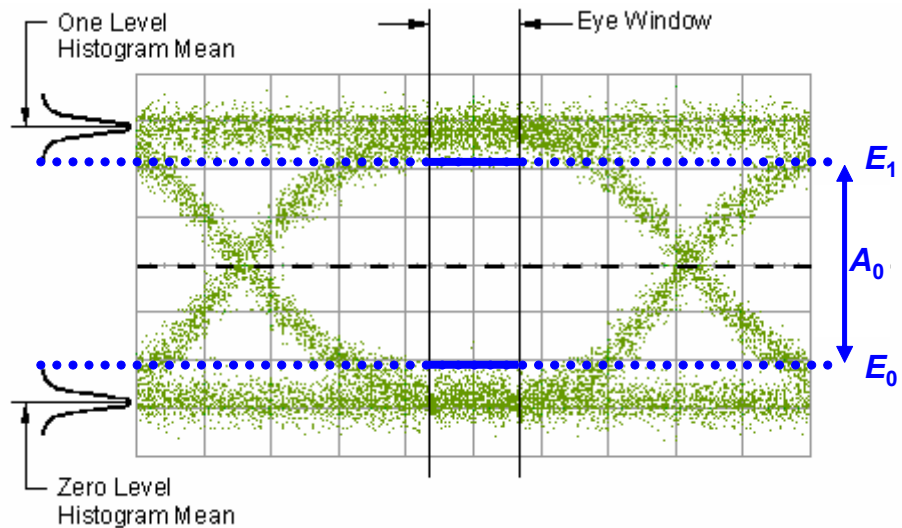 One Level
Histogram Mean
Eye Window
E1
A0
E0
Zero Level
Histogram Mean